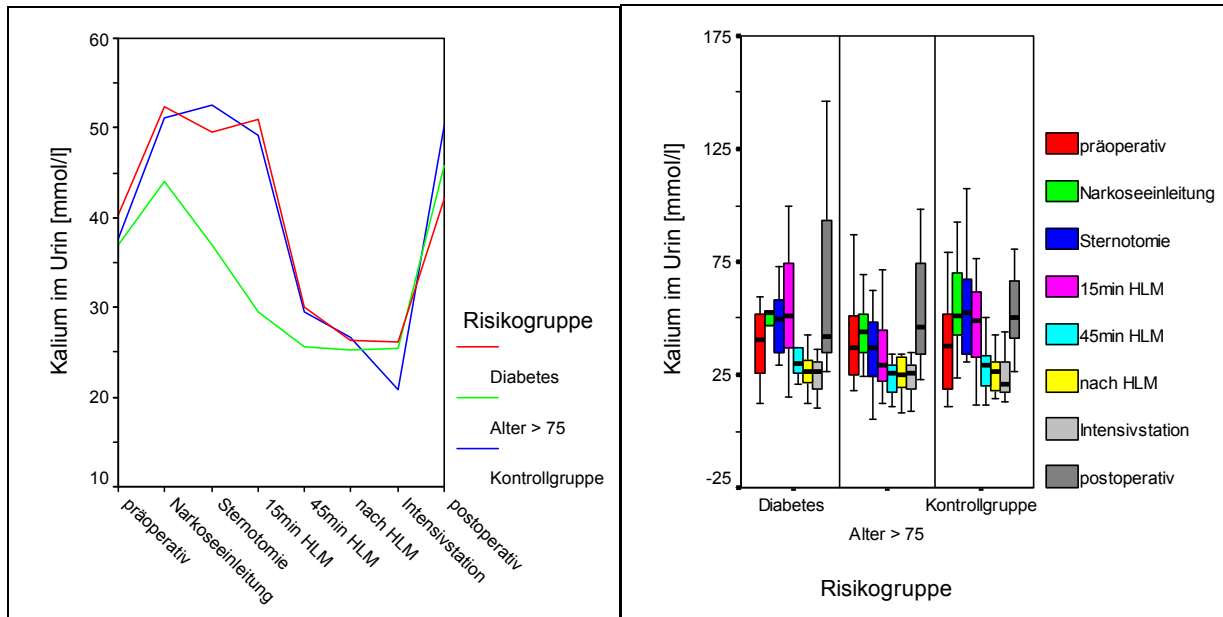 60
50
40
30
20
10
Kalium im Urin [mmol/l]
präoperativ
Narkoseeinleitung
Sternotomie
15min HLM
45min HLM
nach HLM
Intensivstation
postoperativ
Risikogruppe
Diabetes
Alter > 75
Kontrollgruppe
175
125
75
25
-25
Kalium im Urin [mmol/l]
Diabetes
Alter > 75
Kontrollgruppe
Risikogruppe
präoperativ
Narkoseeinleitung
Sternotomie
15min HLM
45min HLM
nach HLM
Intensivstation
postoperativ